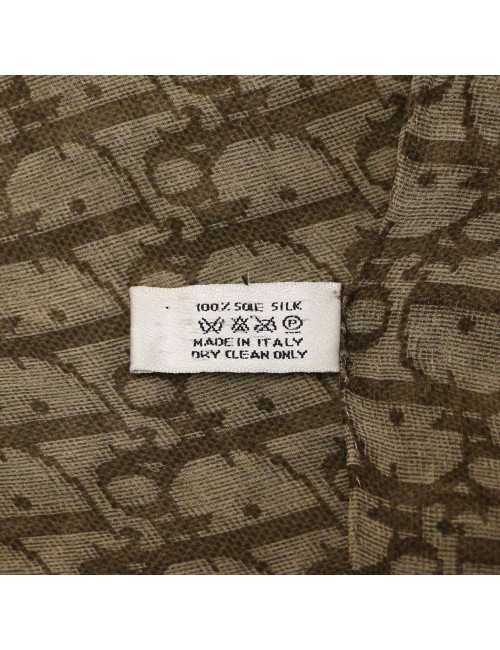 100% SOIE SILK
P
MADE IN ITALY
DRY CLEAN ONLY